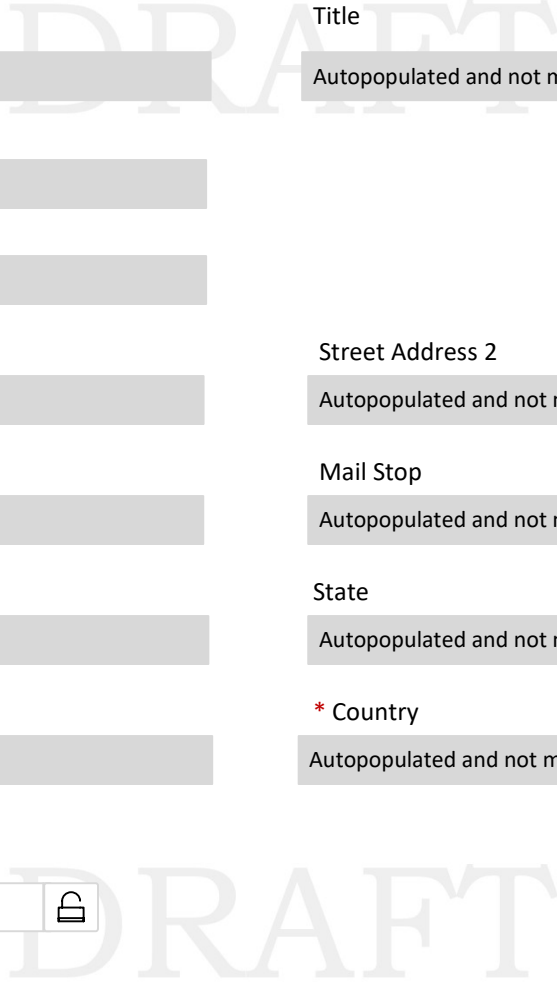 DRAFT
Title
Autopopulated and not
Street Address 2
Autopopulated and not
Mail Stop
Autopopulated and not
State
Autopopulated and not
* Country
Autopopulated and not
DRAFT